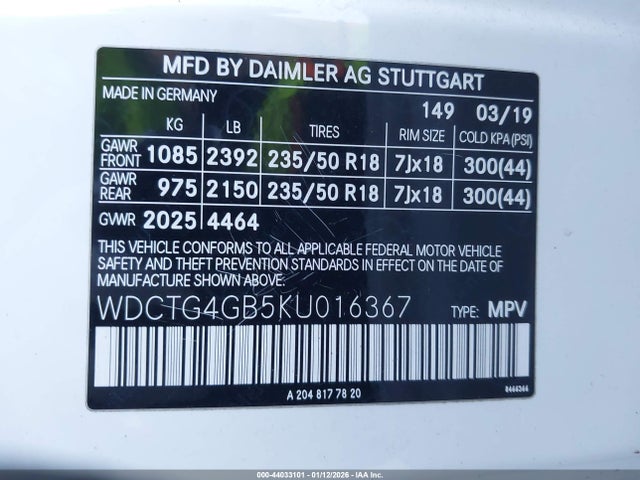 MFD BY DAIMLER AG STUTTGART
MADE IN GERMANY 149 03/19
KG LB TIRES RIM SIZE COLD KPA (PSI)
GAWR FRONT 1085 2392 235/50 R18 7Jx18 300(44)
GAWR REAR 975 2150 235/50 R18 7Jx18 300(44)
GVWR 2025 4464
THIS VEHICLE CONFORMS TO ALL APPLICABLE FEDERAL MOTOR VEHICLE
SAFETY AND THEFT PREVENTION STANDARDS IN EFFECT ON THE DATE OF
MANUFACTURE SHOWN ABOVE.
WDCTG4GB5KU016367 TYPE: MPV
A 204 817 78 20
000-44033101 - 01/12/2026 - IAAI.CA